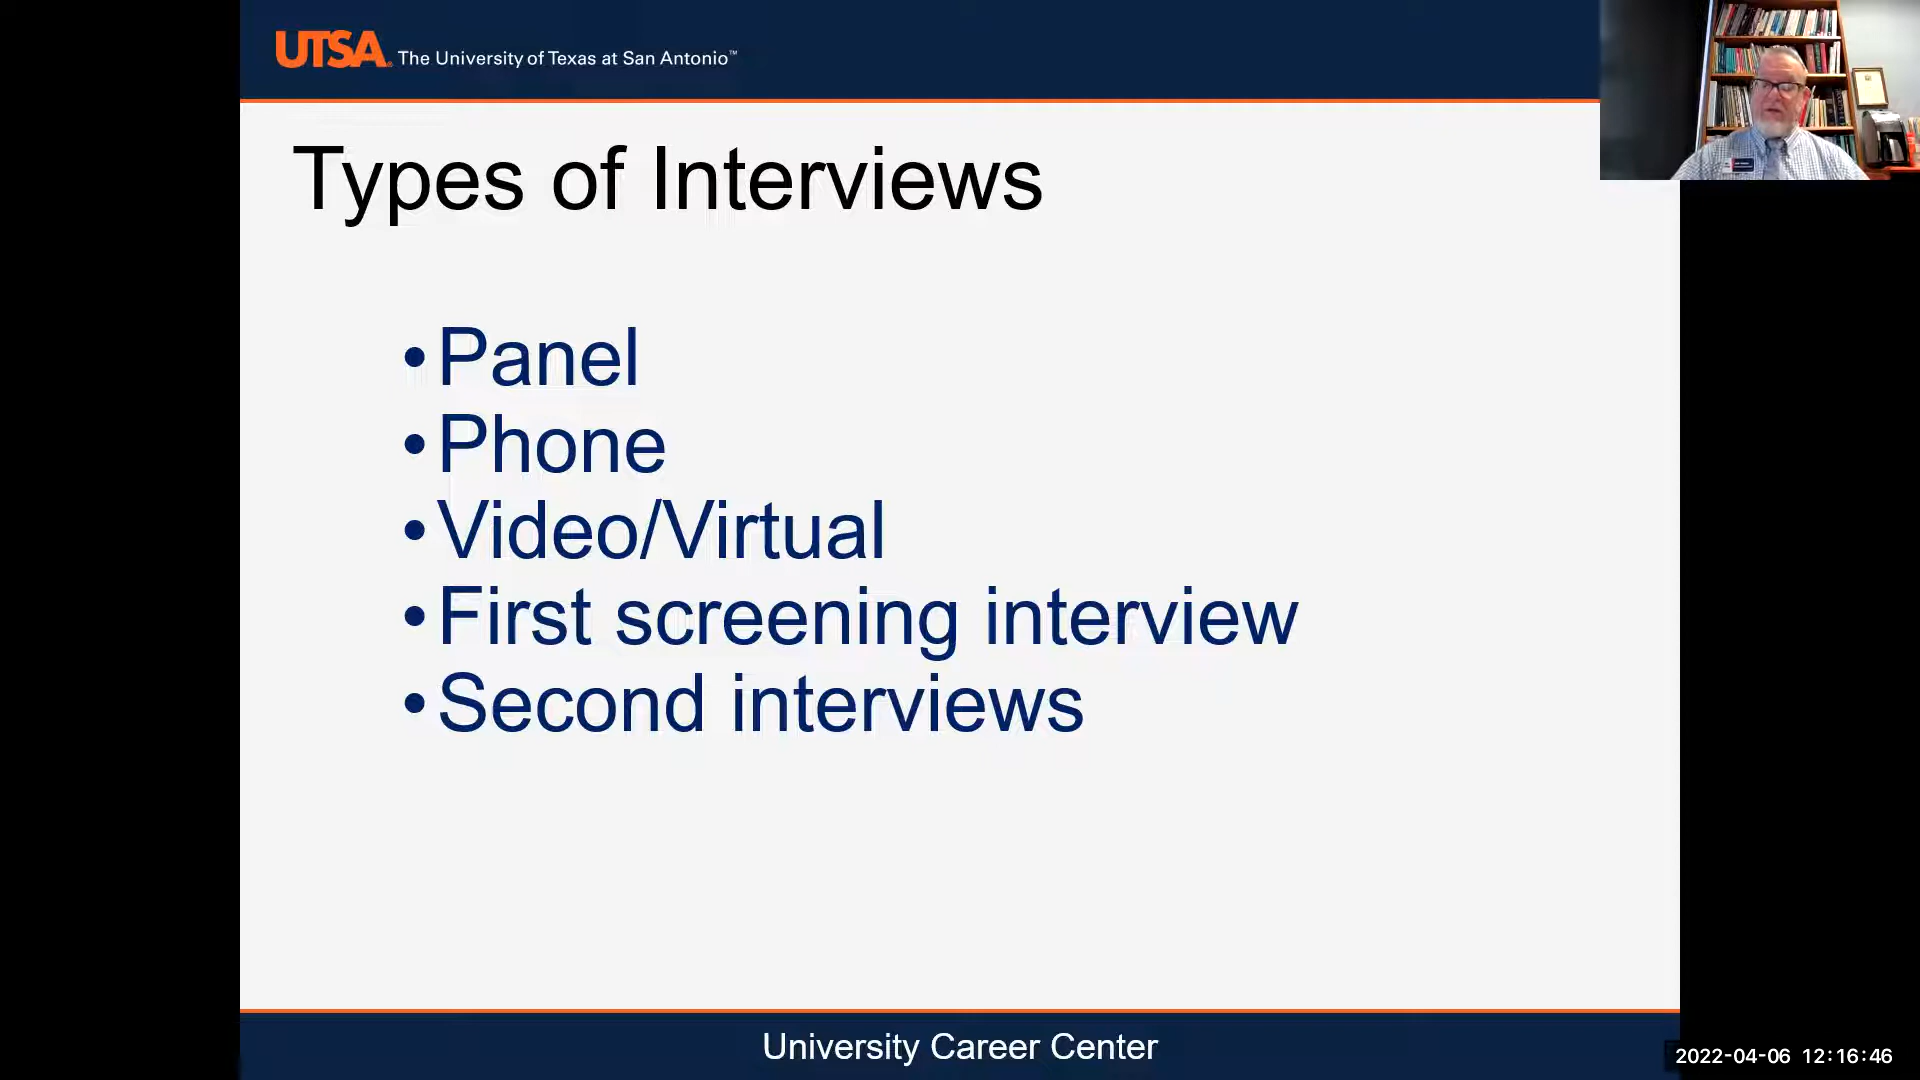 UTSA. The University of Texas at San Antonio™
Types of Interviews
•Panel
•Phone
•Video/Virtual
•First screening interview
•Second interviews
University Career Center
2022-04-06 12:16:46